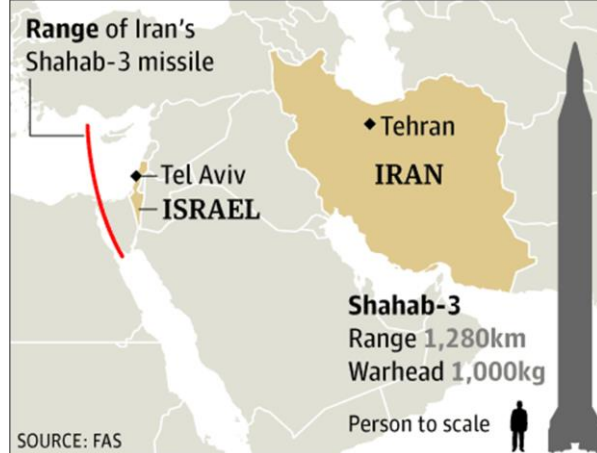 Range of Iran's
Shahab-3 missile
Tehran
IRAN
Tel Aviv
ISRAEL
Shahab-3
Range 1,280km
Warhead 1,000kg
Person to scale
SOURCE: FAS